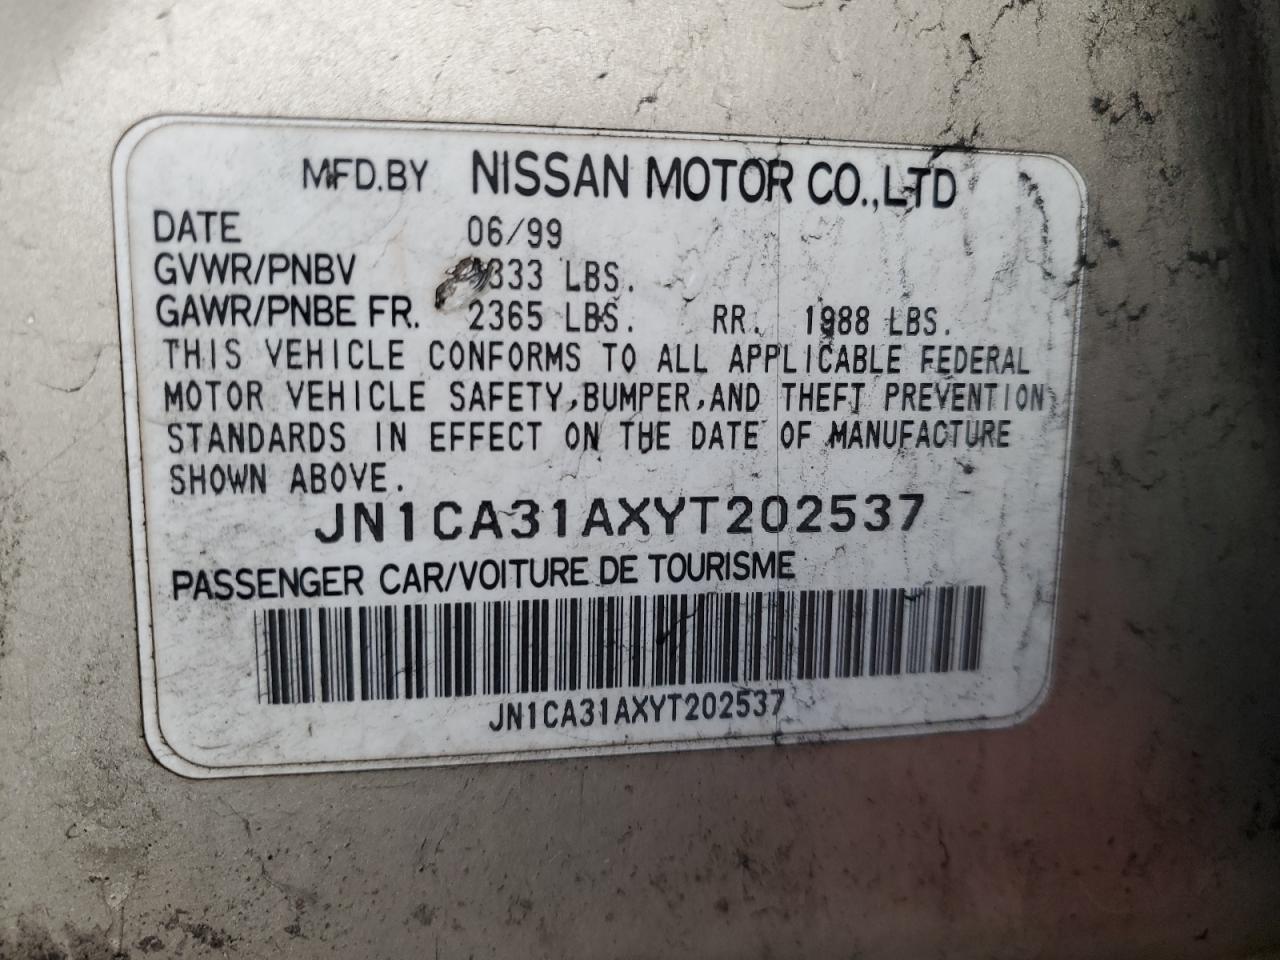 MFD.BY NISSAN MOTOR CO.,LTD
DATE 06/99
GVWR/PNBV LBS.
GAWR/PNBE FR. 2365 LBS. RR. 1988 LBS.
THIS VEHICLE CONFORMS TO ALL APPLICABLE FEDERAL
MOTOR VEHICLE SAFETY,BUMPER,AND THEFT PREVENTION
STANDARDS IN EFFECT ON THE DATE OF MANUFACTURE
SHOWN ABOVE.
JN1CA31AXYT202537
PASSENGER CAR/VOITURE DE TOURISME
JN1CA31AXYT202537